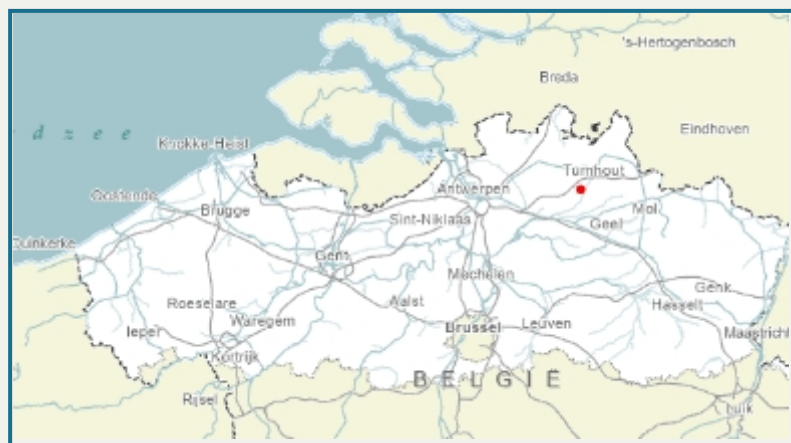 's-Hertogenbosch
Breda
Eindhoven
d z e e
Knokke-Heist
Turnhout
Antwerpen
Oostende
Brugge
Sint-Niklaas
Mol
Geel
Duinkerke
Gent
Mechelen
Genk
Roeselare
Aalst
Hasselt
Waregem
Brussel
Leuven
Ieper
Maastricht
Kortrijk
BELGIË
Rijsel
Luik